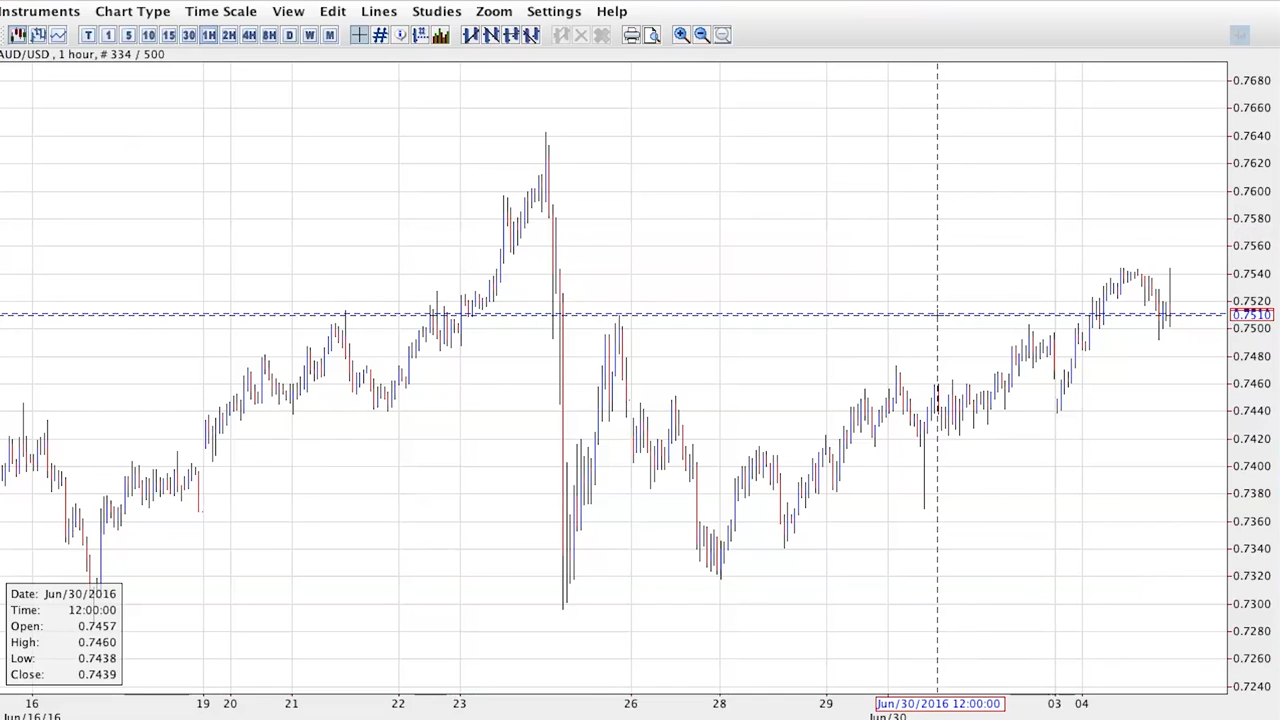 Instruments Chart Type Time Scale View Edit Lines Studies Zoom Settings Help
T 1 5 10 15 30 1H 2H 4H 8H D W M
AUD/USD , 1 hour, # 334 / 500
0.7680
0.7660
0.7640
0.7620
0.7600
0.7580
0.7560
0.7540
0.7520
0.7510
0.7500
0.7480
0.7460
0.7440
0.7420
0.7400
0.7380
0.7360
0.7340
0.7320
0.7300
0.7280
0.7260
0.7240
Date: Jun/30/2016
Time: 12:00:00
Open: 0.7457
High: 0.7460
Low: 0.7438
Close: 0.7439
16 19 20 21 22 23 26 28 29 Jun/30/2016 12:00:00 03 04
Jun/16/16 Jun/30